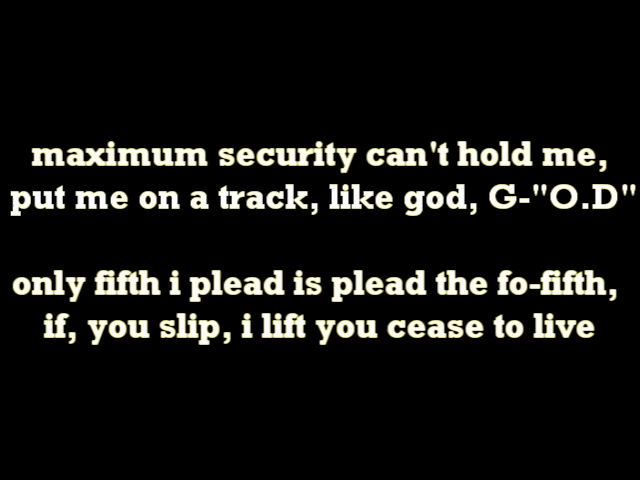 maximum security can't hold me,
put me on a track, like god, G-"O.D"
only fifth i plead is plead the fo-fifth,
if, you slip, i lift you cease to live